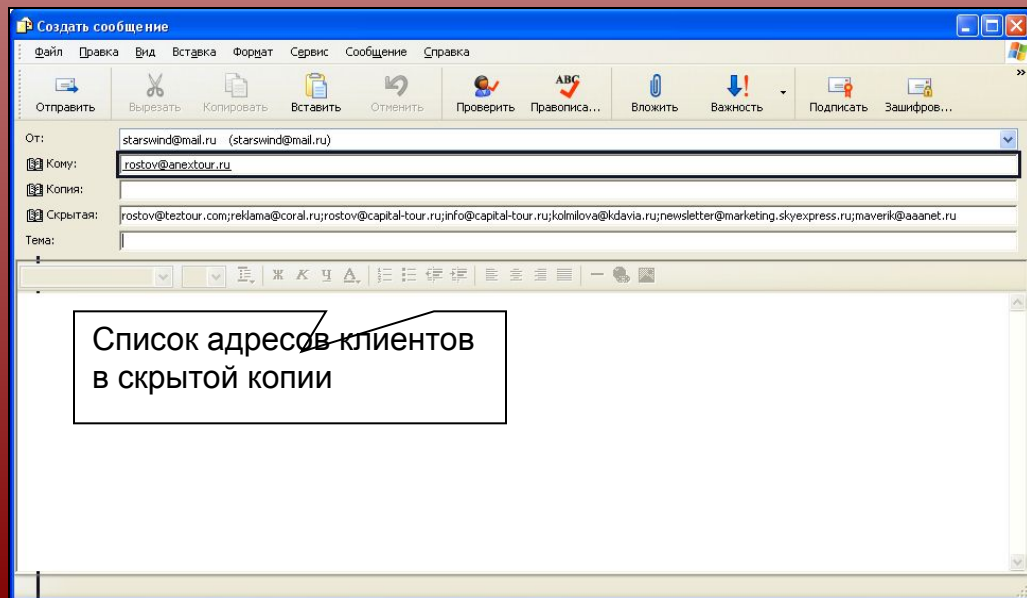 Создать сообщение
Файл Правка Вид Вставка Формат Сервис Сообщение Справка
Отправить Вырезать Копировать Вставить Отменить Проверить Правописа... Вложить Важность Подписать Зашифров...
От: starswind@mail.ru (starswind@mail.ru)
Кому: rostov@anextour.ru
Копия:
Скрытая: rostov@teztour.com;reklama@coral.ru;rostov@capital-tour.ru;info@capital-tour.ru;kolmilova@kdavia.ru;newsletter@marketing.skyexpress.ru;maverik@aaanet.ru
Тема:
Ж К Ч А
Список адресов клиентов
в скрытой копии